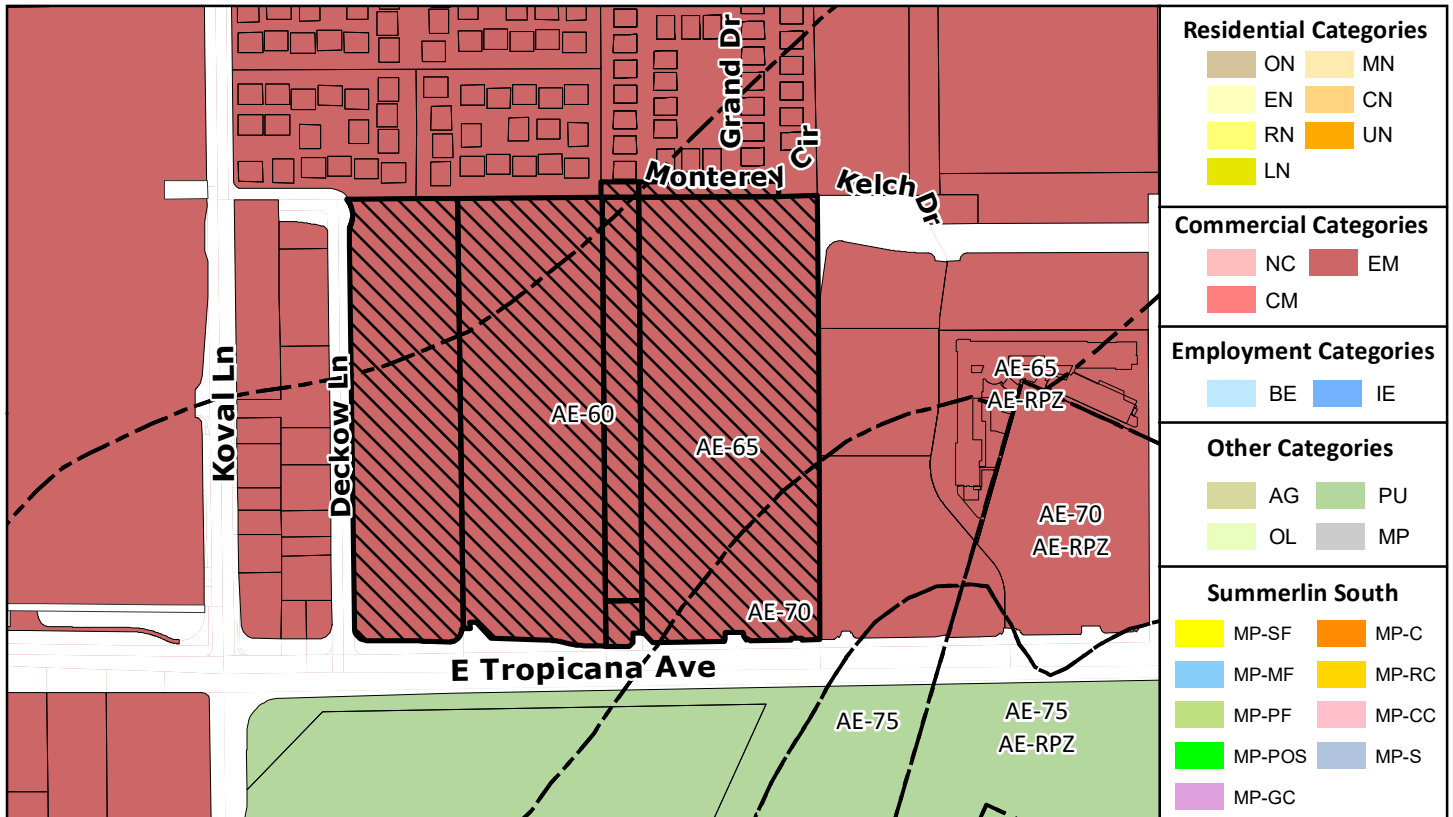 Grand Dr
Monterey Cir
Kelch Dr
Koval Ln
Deckow Ln
AE-60
AE-65
AE-65
AE-RPZ
AE-70
AE-RPZ
AE-70
E Tropicana Ave
AE-75
AE-75
AE-RPZ
Residential Categories
ON MN
EN CN
RN UN
LN
Commercial Categories
NC EM
CM
Employment Categories
BE IE
Other Categories
AG PU
OL MP
Summerlin South
MP-SF MP-C
MP-MF MP-RC
MP-PF MP-CC
MP-POS MP-S
MP-GC